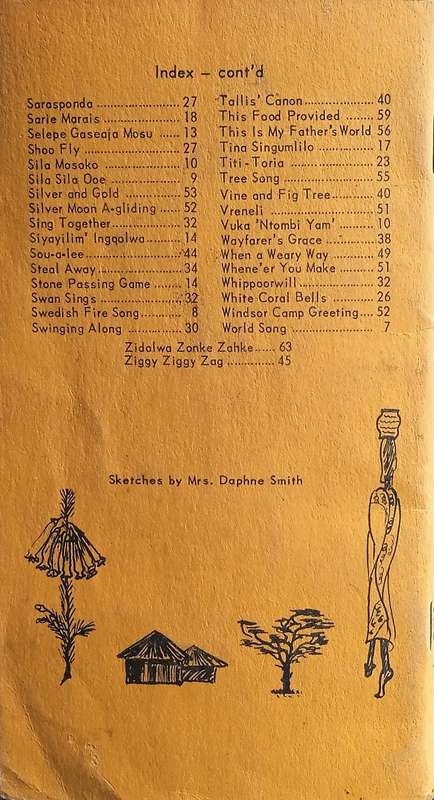 Index – cont'd
Sarasponda ........................ 27
Sarie Marais ...................... 18
Selepe Gaseaja Mosu ...... 13
Shoo Fly ............................ 27
Sila Mosako ....................... 10
Sila Sila Ooe ..................... 9
Silver and Gold ................ 53
Silver Moon A-gliding ...... 52
Sing Together ................... 32
Siyayilim' Ingqolwa .......... 14
Sou-a-lee ......................... 44
Steal Away ....................... 34
Stone Passing Game ....... 14
Swan Sings ...................... 32
Swedish Fire Song ........... 8
Swinging Along ................ 30
Tallis' Canon .................... 40
This Food Provided ......... 59
This Is My Father's World 56
Tina Singumlilo ................ 17
Titi-Toria .......................... 23
Tree Song ......................... 55
Vine and Fig Tree ............ 40
Vreneli .............................. 51
Vuka 'Ntombi Yam' .......... 10
Wayfarer's Grace ............. 38
When a Weary Way .......... 49
Whene'er You Make ........ 51
Whippoorwill .................... 32
White Coral Bells ............. 26
Windsor Camp Greeting.... 52
World Song ...................... 7
Zidolwa Zonke Zahke...... 63
Ziggy Ziggy Zag .............. 45
Sketches by Mrs. Daphne Smith